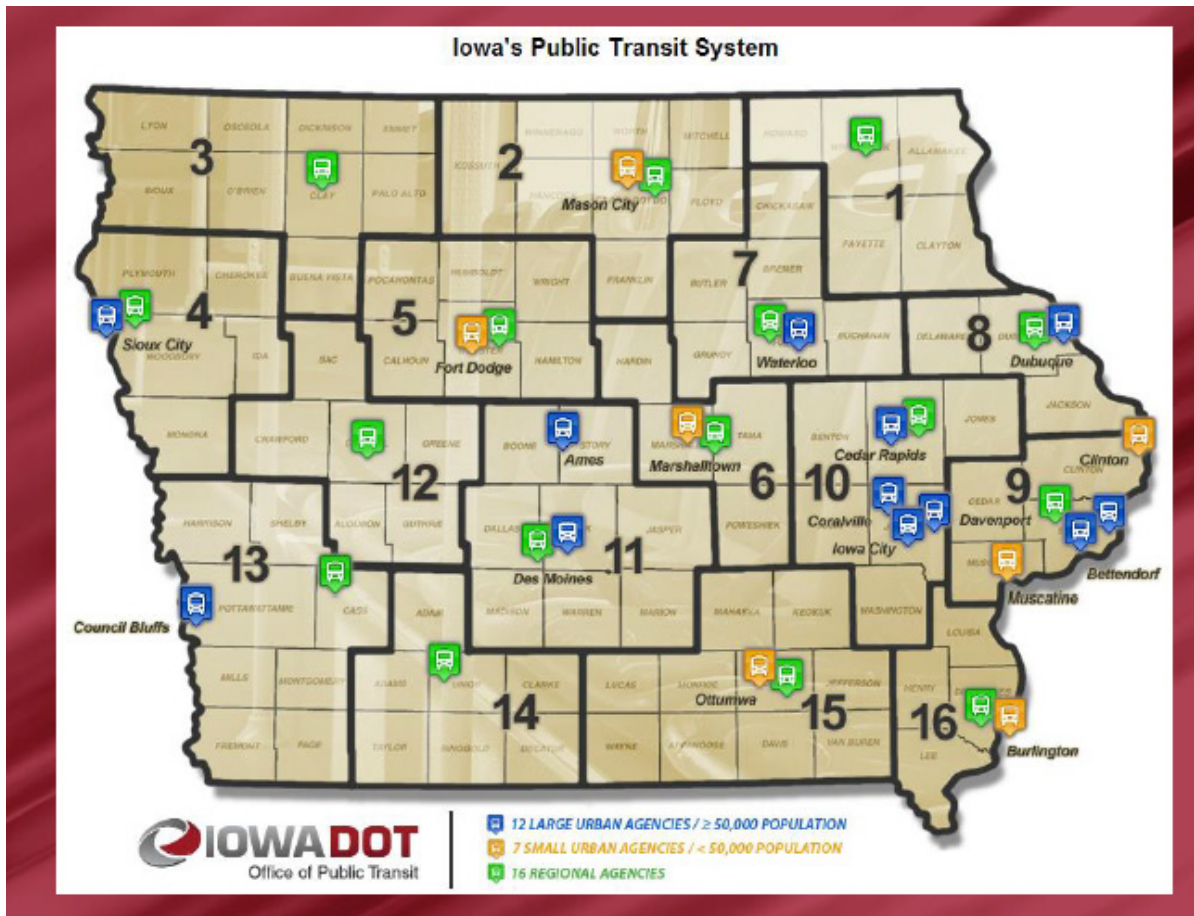 Iowa's Public Transit System
LYON
OSCEOLA
DICKINSON
EMMET
WINNEBAGO
WORTH
MITCHELL
HOWARD
ALLAMAKEE
3
2
KOSSUTH
1
SIOUX
O'BRIEN
CLAY
PALO ALTO
HANCOCK
FLOYD
CHICKASAW
Mason City
FAYETTE
CLAYTON
PLYMOUTH
CHEROKEE
BUENA VISTA
POCAHONTAS
HUMBOLDT
WRIGHT
FRANKLIN
BUTLER
BREMER
7
4
5
8
Sioux City
WOODBURY
IDA
SAC
CALHOUN
Fort Dodge
HAMILTON
HARDIN
GRUNDY
Waterloo
BUCHANAN
DELAWARE
Dubuque
JACKSON
MONONA
CRAWFORD
GREENE
BOONE
STORY
Ames
TAMA
Marshalltown
BENTON
JONES
Cedar Rapids
Clinton
CLINTON
12
6
10
9
HARRISON
SHELBY
AUDUBON
GUTHRIE
DALLAS
JASPER
POWESHIEK
Coralville
Iowa City
CEDAR
Davenport
13
11
Des Moines
Bettendorf
Muscatine
POTTAWATTAMIE
CASS
ADAIR
MADISON
WARREN
MARION
MAHASKA
KEOKUK
WASHINGTON
LOUISA
Council Bluffs
MILLS
MONTGOMERY
ADAMS
UNION
CLARKE
LUCAS
MONROE
Ottumwa
JEFFERSON
HENRY
14
15
16
FREMONT
PAGE
TAYLOR
RINGGOLD
DECATUR
WAYNE
APPANOOSE
DAVIS
VAN BUREN
LEE
Burlington
IOWADOT
Office of Public Transit
12 LARGE URBAN AGENCIES / ≥ 50,000 POPULATION
7 SMALL URBAN AGENCIES / < 50,000 POPULATION
16 REGIONAL AGENCIES